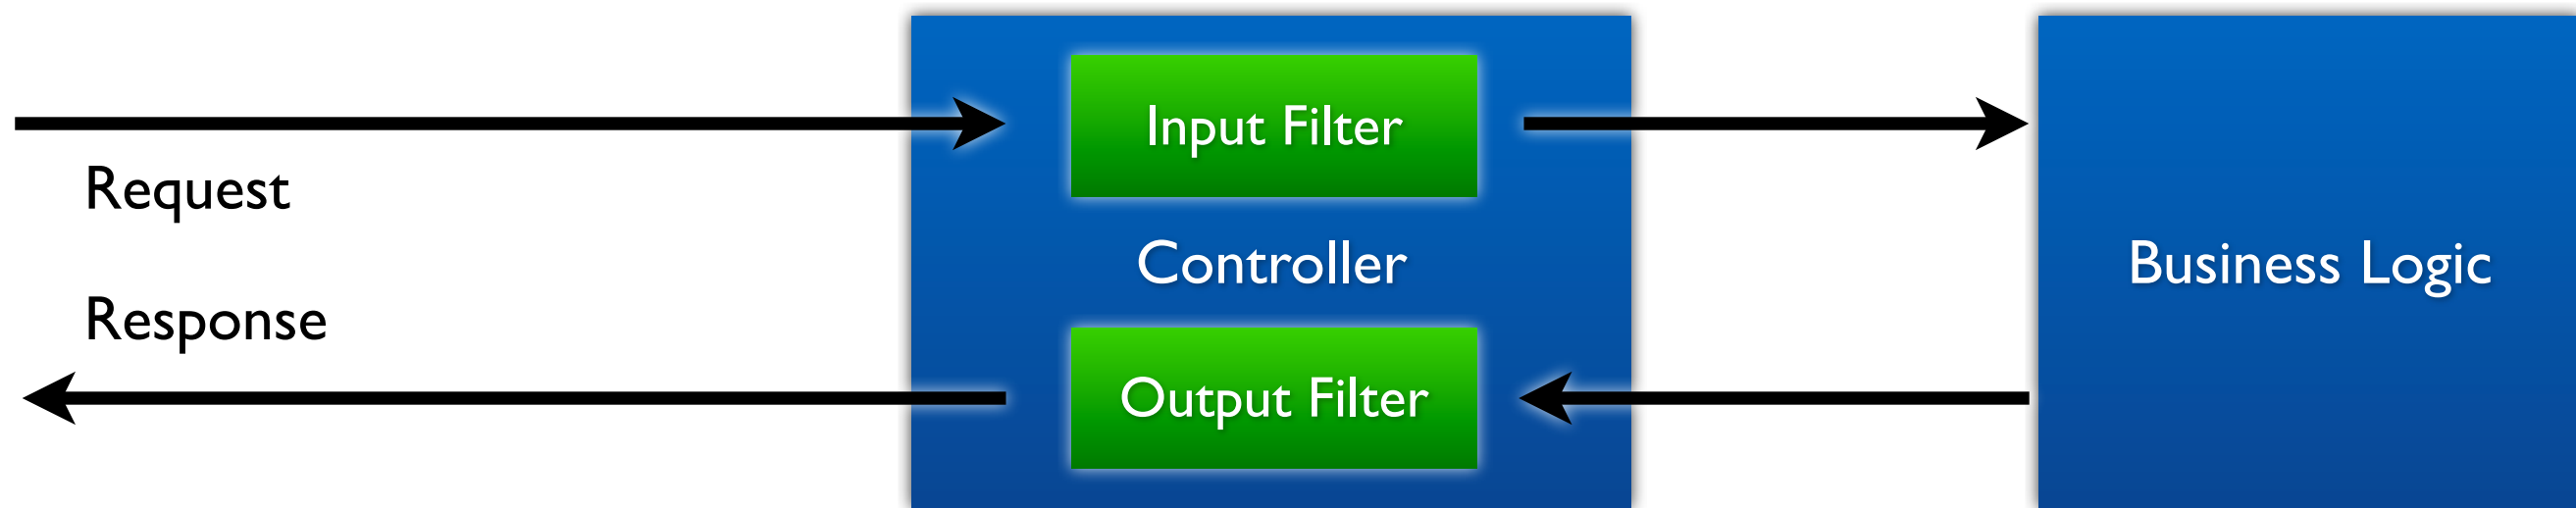 Input Filter
Request
Controller
Business Logic
Response
Output Filter